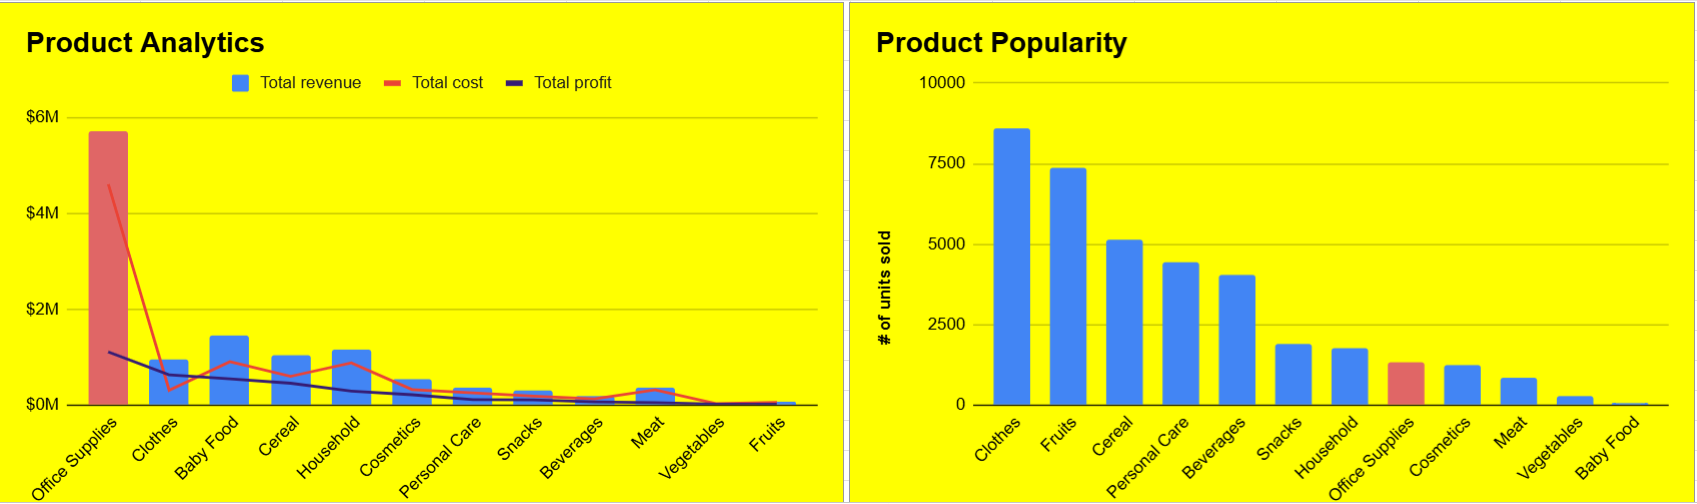 Product Analytics
Total revenue Total cost Total profit
$6M
$4M
$2M
$0M
Office Supplies
Clothes
Baby Food
Cereal
Household
Cosmetics
Personal Care
Snacks
Beverages
Meat
Vegetables
Fruits
Product Popularity
# of units sold
10000
7500
5000
2500
0
Clothes
Fruits
Cereal
Personal Care
Beverages
Snacks
Household
Office Supplies
Cosmetics
Meat
Vegetables
Baby Food